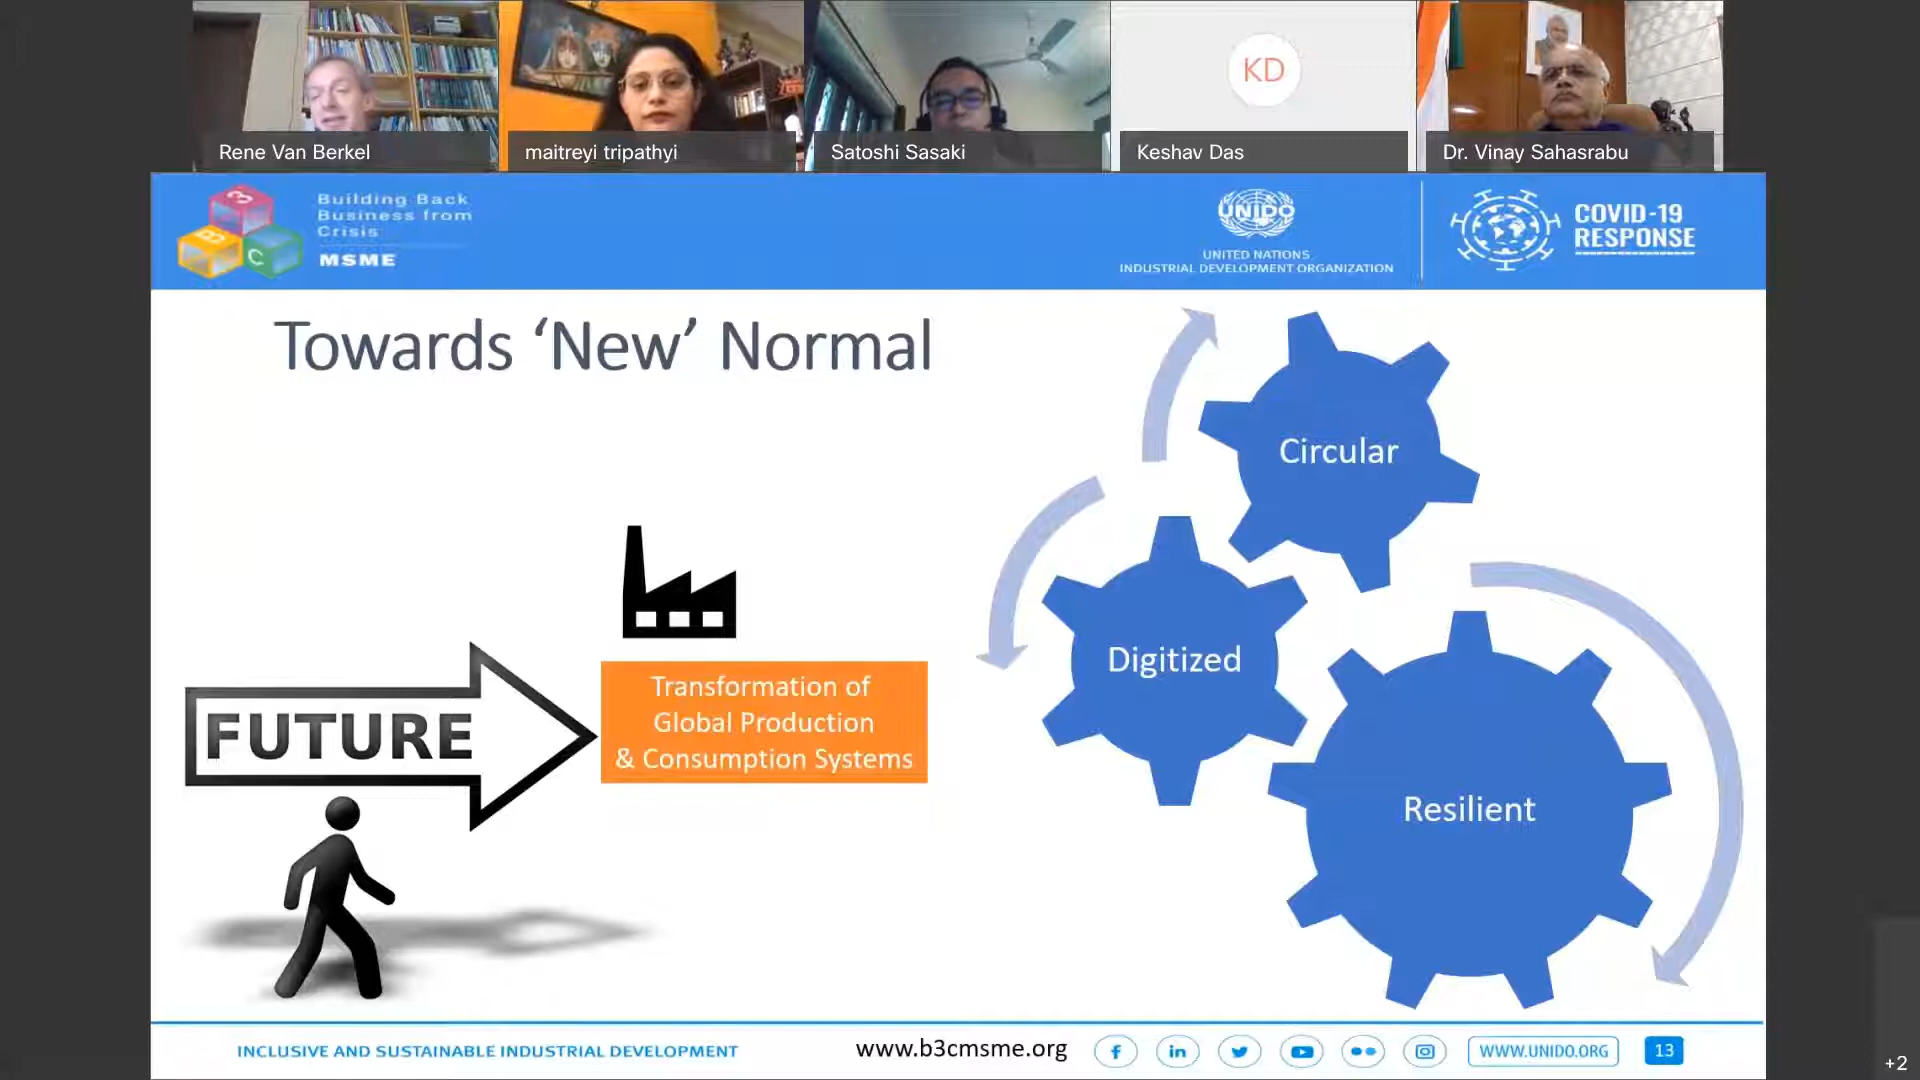 Rene Van Berkel
maitreyi tripathyi
Satoshi Sasaki
KD
Keshav Das
Dr. Vinay Sahasrabu
3
B
C
Building Back
Business from
Crisis
MSME
UNIDO
UNITED NATIONS
INDUSTRIAL DEVELOPMENT ORGANIZATION
COVID-19
RESPONSE
Towards ‘New’ Normal
Circular
Digitized
Resilient
FUTURE
Transformation of
Global Production
& Consumption Systems
INCLUSIVE AND SUSTAINABLE INDUSTRIAL DEVELOPMENT
www.b3cmsme.org
f
in
WWW.UNIDO.ORG
13
+2